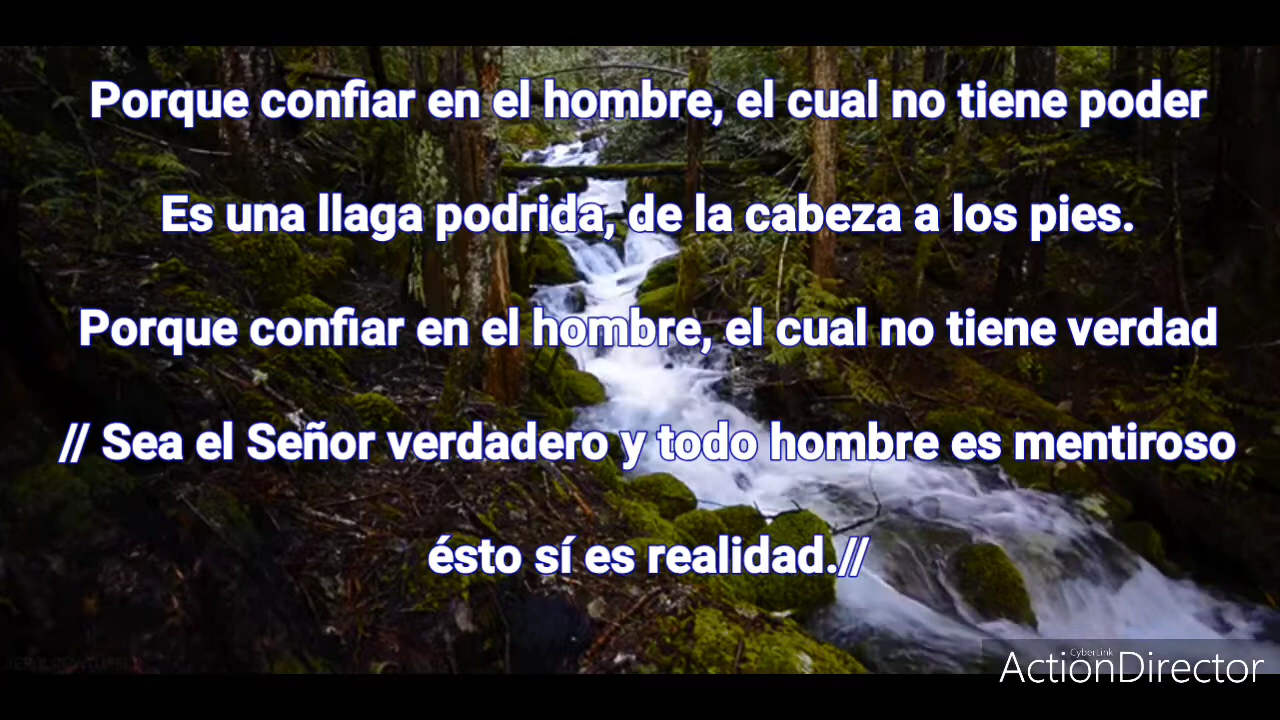 Porque confiar en el hombre, el cual no tiene poder
Es una llaga podrida, de la cabeza a los pies.
Porque confiar en el hombre, el cual no tiene verdad
// Sea el Señor verdadero y todo hombre es mentiroso
ésto sí es realidad.//
CyberLink
ActionDirector